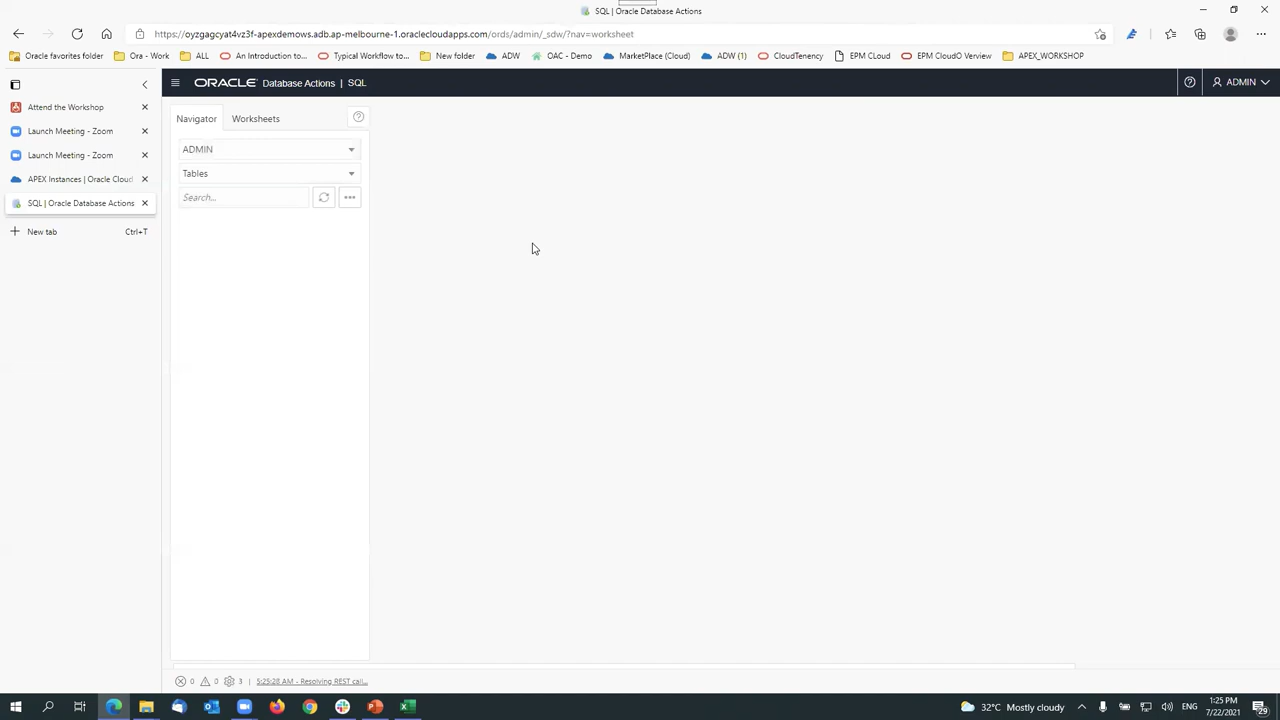 SQL | Oracle Database Actions
https://oyzgagcyat4vz3f-apexdemows.adb.ap-melbourne-1.oraclecloudapps.com/ords/admin/_sdw/?nav=worksheet
Oracle favorites folder
Ora - Work
ALL
An Introduction to...
Typical Workflow to...
New folder
ADW
OAC - Demo
MarketPlace (Cloud)
ADW (1)
CloudTenency
EPM Cloud
EPM CloudO Verview
APEX_WORKSHOP
Attend the Workshop
Launch Meeting - Zoom
Launch Meeting - Zoom
APEX Instances | Oracle Cloud
SQL | Oracle Database Actions
New tab Ctrl+T
ORACLE Database Actions | SQL
ADMIN
Navigator Worksheets
ADMIN
Tables
Search...
0 0 3 | 5:25:28 AM - Resolving REST call...
32°C Mostly cloudy
ENG
1:25 PM
7/22/2021
29